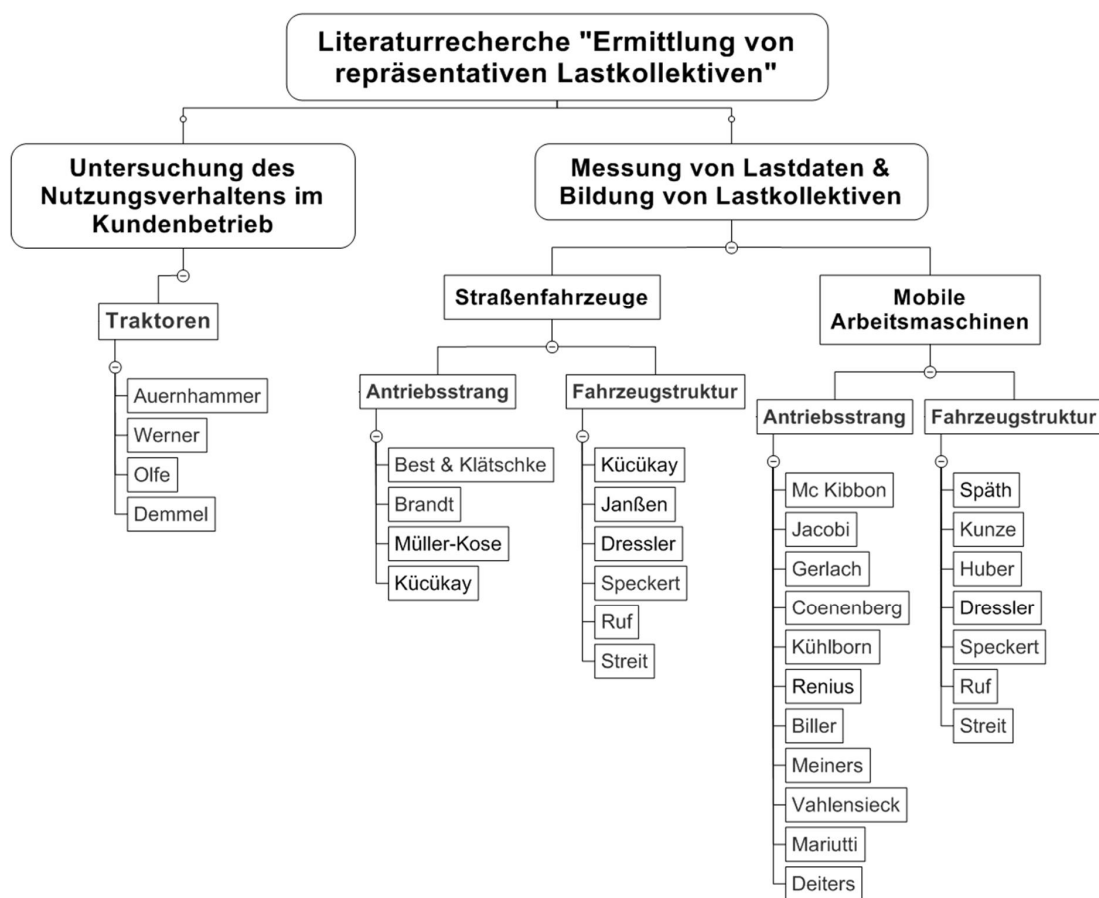 Literaturrecherche "Ermittlung von
repräsentativen Lastkollektiven"
Untersuchung des
Nutzungsverhaltens im
Kundenbetrieb
Traktoren
Auernhammer
Werner
Olfe
Demmel
Messung von Lastdaten &
Bildung von Lastkollektiven
Straßenfahrzeuge
Antriebsstrang
Best & Klätschke
Brandt
Müller-Kose
Kücükay
Fahrzeugstruktur
Kücükay
Janßen
Dressler
Speckert
Ruf
Streit
Mobile
Arbeitsmaschinen
Antriebsstrang
Mc Kibbon
Jacobi
Gerlach
Coenenberg
Kühlborn
Renius
Biller
Meiners
Vahlensieck
Mariutti
Deiters
Fahrzeugstruktur
Späth
Kunze
Huber
Dressler
Speckert
Ruf
Streit